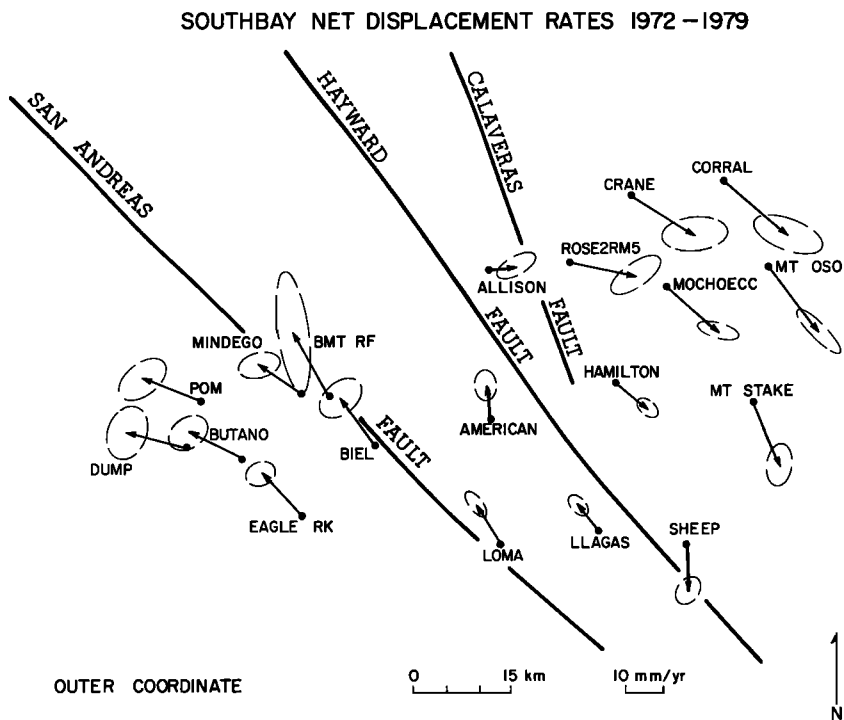 SOUTHBAY NET DISPLACEMENT RATES 1972–1979
SAN ANDREAS
FAULT
HAYWARD
FAULT
CALAVERAS
FAULT
CRANE
CORRAL
ALLISON
ROSE2RM5
MOCHOECC
MT OSO
MINDEGO
BMT RF
POM
HAMILTON
MT STAKE
DUMP
BUTANO
BIEL
AMERICAN
EAGLE RK
LOMA
LLAGAS
SHEEP
OUTER COORDINATE
0 15 km
10 mm/yr
N